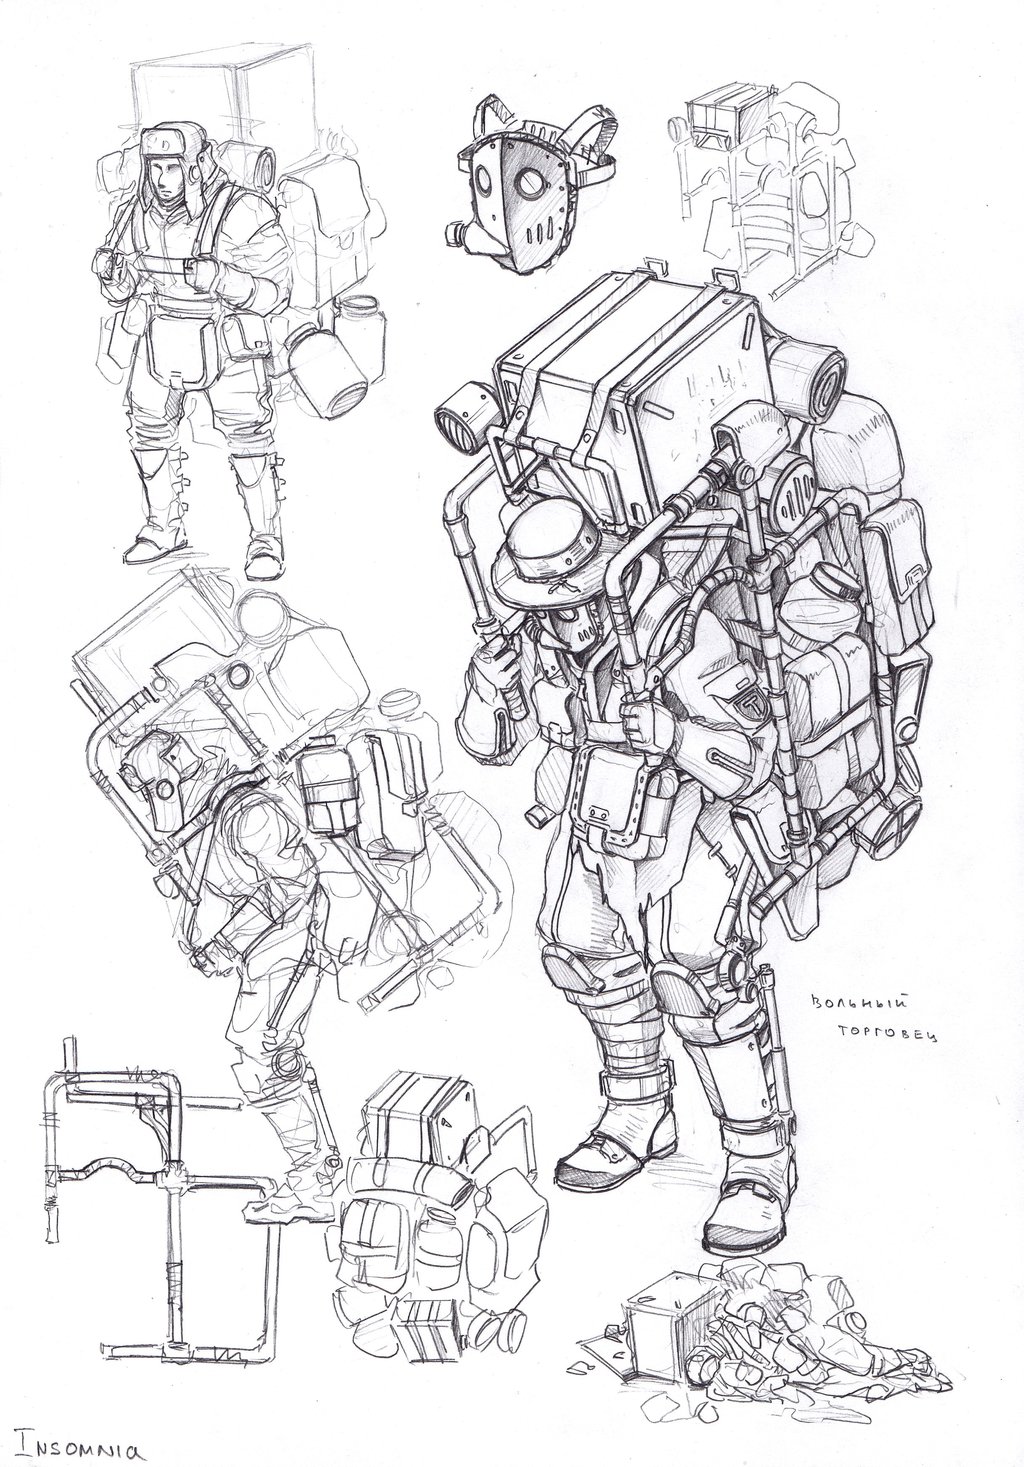 Вольный
торговец
Insomnia